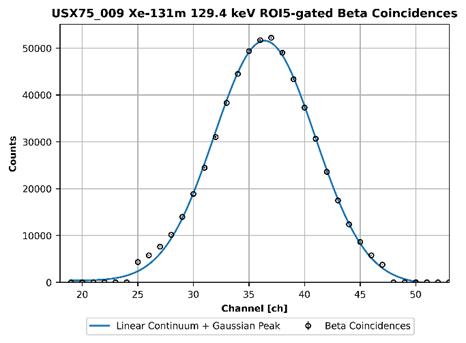 USX75_009 Xe-131m 129.4 keV ROI5-gated Beta Coincidences
50000
40000
30000
20000
10000
0
20 25 30 35 40 45 50
Counts
Channel [ch]
Linear Continuum + Gaussian Peak Beta Coincidences